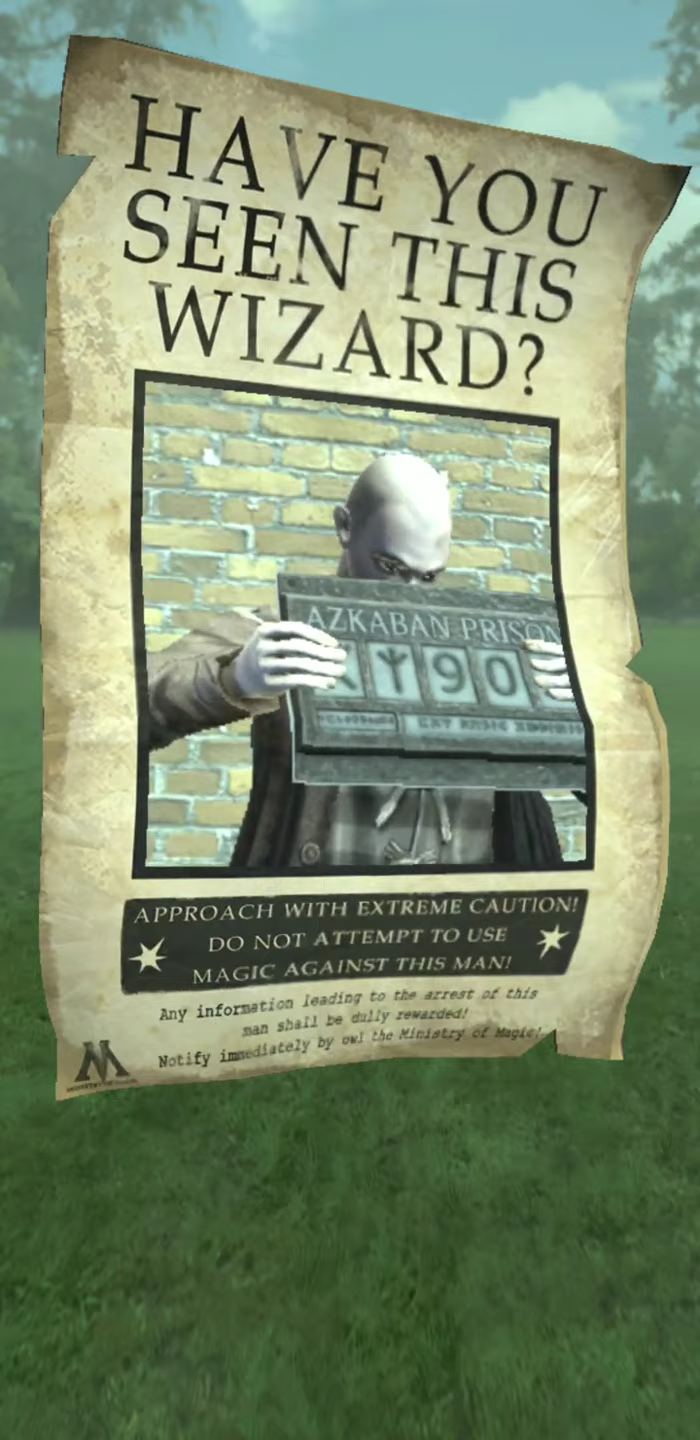 HAVE YOU
SEEN THIS
WIZARD?
AZKABAN PRISON
90
APPROACH WITH EXTREME CAUTION!
DO NOT ATTEMPT TO USE
MAGIC AGAINST THIS MAN!
Any information leading to the arrest of this
man shall be dully rewarded!
Notify immediately by owl the Ministry of Magic!
M